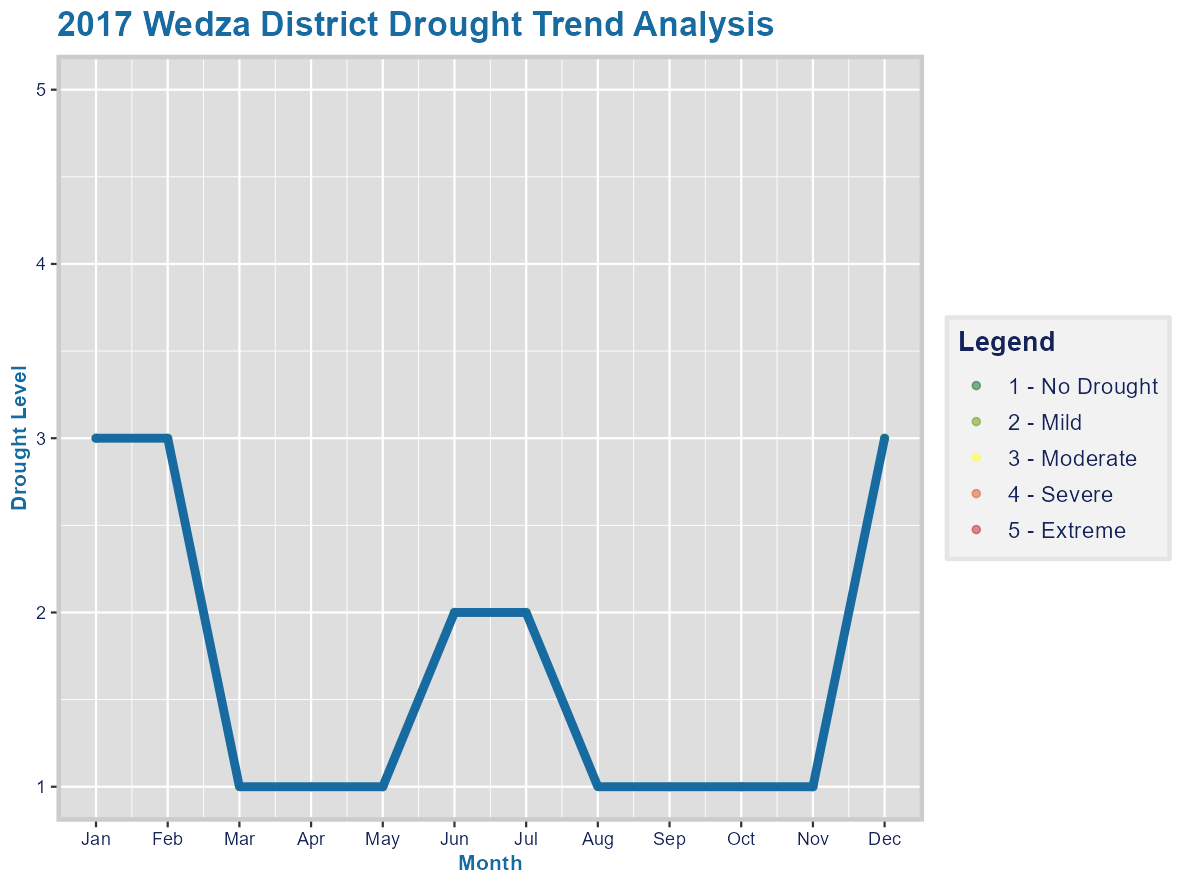 2017 Wedza District Drought Trend Analysis
5
4
3
2
1
Drought Level
Jan Feb Mar Apr May Jun Jul Aug Sep Oct Nov Dec
Month
Legend
1 - No Drought
2 - Mild
3 - Moderate
4 - Severe
5 - Extreme